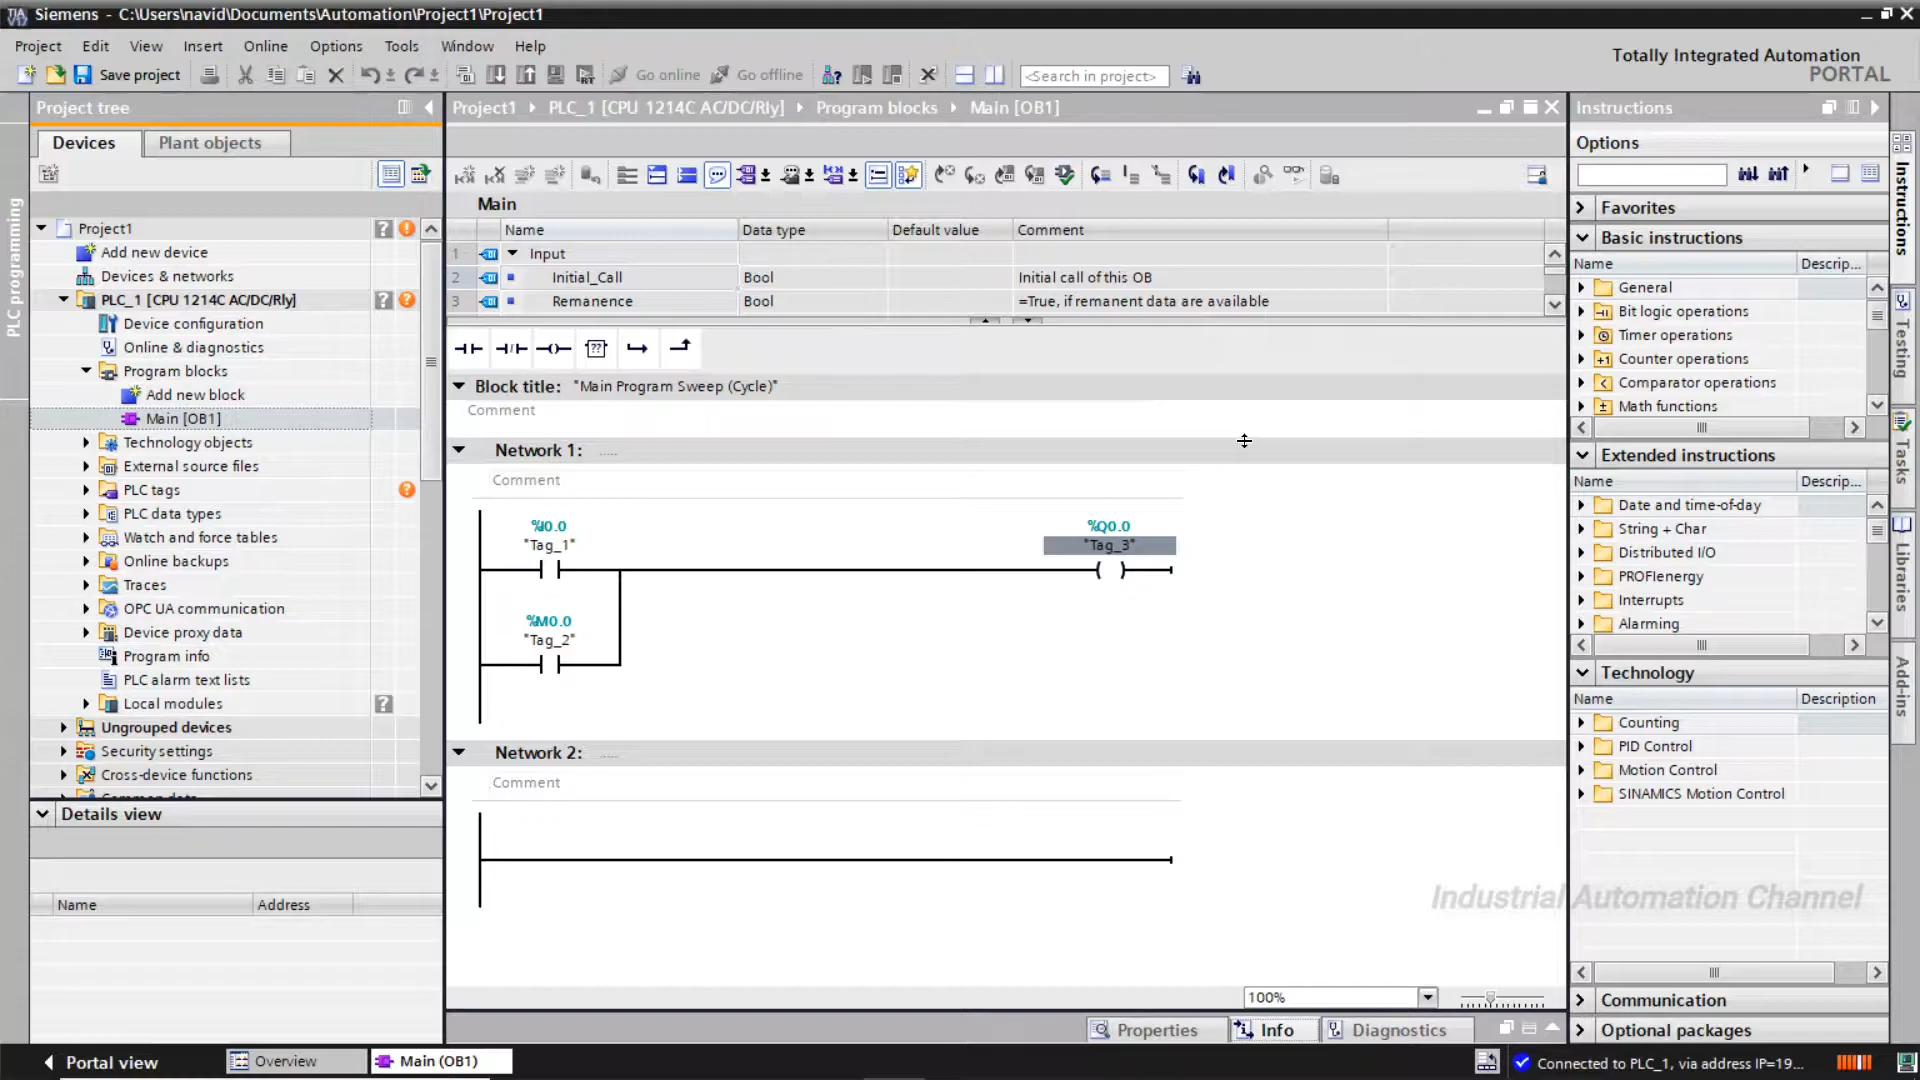 Siemens - C:\Users\navid\Documents\Automation\Project1\Project1
Project Edit View Insert Online Options Tools Window Help
Totally Integrated Automation
PORTAL
Save project
Go online
Go offline
<Search in project>
Project tree
Devices
Plant objects
PLC programming
Project1
Add new device
Devices & networks
PLC_1 [CPU 1214C AC/DC/Rly]
Device configuration
Online & diagnostics
Program blocks
Add new block
Main [OB1]
Technology objects
External source files
PLC tags
PLC data types
Watch and force tables
Online backups
Traces
OPC UA communication
Device proxy data
Program info
PLC alarm text lists
Local modules
Ungrouped devices
Security settings
Cross-device functions
Details view
Name Address
Project1 PLC_1 [CPU 1214C AC/DC/Rly] Program blocks Main [OB1]
Main
Name Data type Default value Comment
1 Input
2 Initial_Call Bool Initial call of this OB
3 Remanence Bool =True, if remanent data are available
??
Block title: "Main Program Sweep (Cycle)"
Comment
Network 1: .....
Comment
%I0.0
"Tag_1"
%Q0.0
"Tag_3"
%M0.0
"Tag_2"
Network 2: .....
Comment
Industrial Automation Channel
100%
Properties
Info
Diagnostics
Instructions
Options
Favorites
Basic instructions
Name Descrip...
General
Bit logic operations
Timer operations
Counter operations
Comparator operations
Math functions
Extended instructions
Name Descrip...
Date and time-of-day
String + Char
Distributed I/O
PROFIenergy
Interrupts
Alarming
Technology
Name Description
Counting
PID Control
Motion Control
SINAMICS Motion Control
Communication
Optional packages
Instructions
Testing
Tasks
Libraries
Add-ins
Portal view
Overview
Main (OB1)
Connected to PLC_1, via address IP=19...